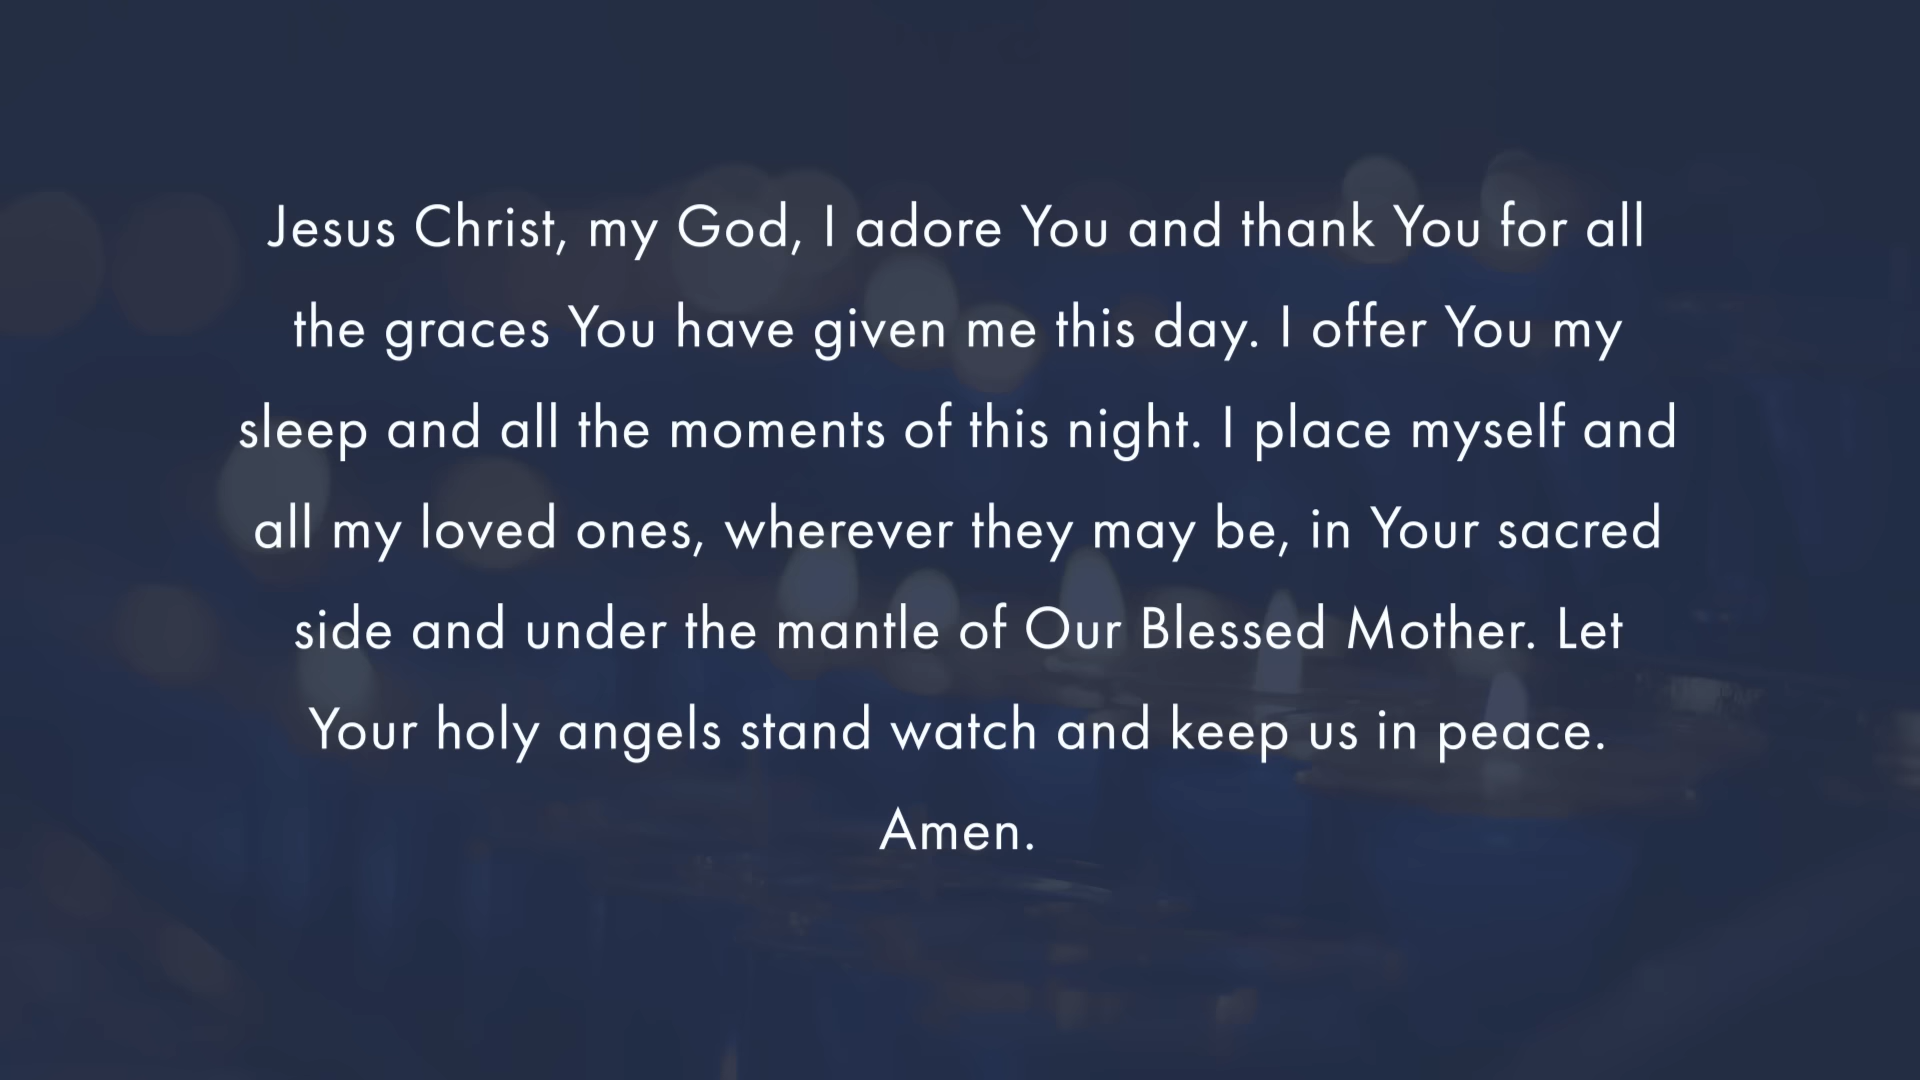 Jesus Christ, my God, I adore You and thank You for all
the graces You have given me this day. I offer You my
sleep and all the moments of this night. I place myself and
all my loved ones, wherever they may be, in Your sacred
side and under the mantle of Our Blessed Mother. Let
Your holy angels stand watch and keep us in peace.
Amen.